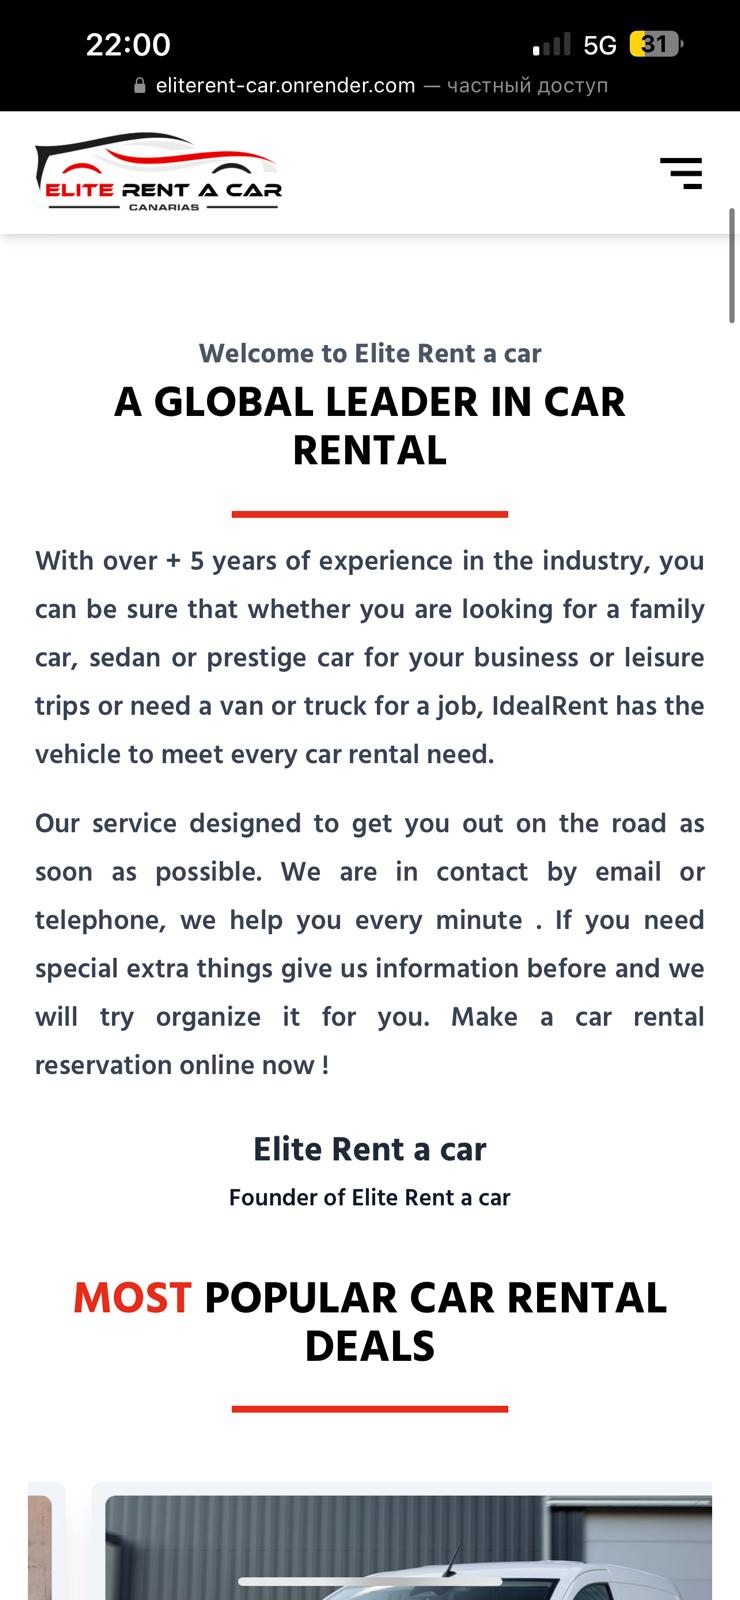 22:00
5G
31
eliterent-car.onrender.com — частный доступ
ELITE RENT A CAR
CANARIAS
Welcome to Elite Rent a car
A GLOBAL LEADER IN CAR
RENTAL
With over + 5 years of experience in the industry, you
can be sure that whether you are looking for a family
car, sedan or prestige car for your business or leisure
trips or need a van or truck for a job, IdealRent has the
vehicle to meet every car rental need.
Our service designed to get you out on the road as
soon as possible. We are in contact by email or
telephone, we help you every minute . If you need
special extra things give us information before and we
will try organize it for you. Make a car rental
reservation online now !
Elite Rent a car
Founder of Elite Rent a car
MOST POPULAR CAR RENTAL
DEALS